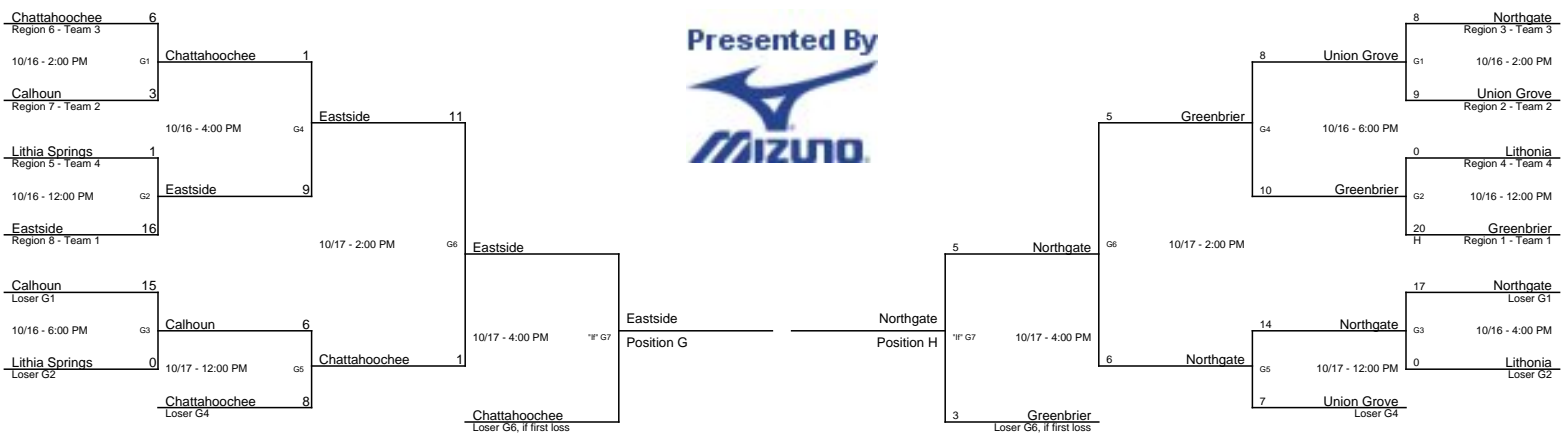 Chattahoochee 6
Region 6 - Team 3
10/16 - 2:00 PM G1
Calhoun 3
Region 7 - Team 2
Chattahoochee 1
10/16 - 4:00 PM G4
Lithia Springs 1
Region 5 - Team 4
10/16 - 12:00 PM G2
Eastside 16
Region 8 - Team 1
Eastside 9
Eastside 11
10/17 - 2:00 PM G6
Calhoun 15
Loser G1
10/16 - 6:00 PM G3
Lithia Springs 0
Loser G2
Calhoun 6
10/17 - 12:00 PM G5
Chattahoochee 8
Loser G4
Chattahoochee 1
Eastside
10/17 - 4:00 PM "If" G7
Chattahoochee
Loser G6, if first loss
Eastside
Position G
Presented By
MIZUNO
Northgate
Position H
5 Northgate
"If" G7 10/17 - 4:00 PM
3 Greenbrier
Loser G6, if first loss
5 Greenbrier
G6 10/17 - 2:00 PM
6 Northgate
8 Union Grove
G4 10/16 - 6:00 PM
10 Greenbrier
8 Northgate
Region 3 - Team 3
G1 10/16 - 2:00 PM
9 Union Grove
Region 2 - Team 2
0 Lithonia
Region 4 - Team 4
G2 10/16 - 12:00 PM
20 Greenbrier
H Region 1 - Team 1
14 Northgate
G5 10/17 - 12:00 PM
7 Union Grove
Loser G4
17 Northgate
Loser G1
G3 10/16 - 4:00 PM
0 Lithonia
Loser G2